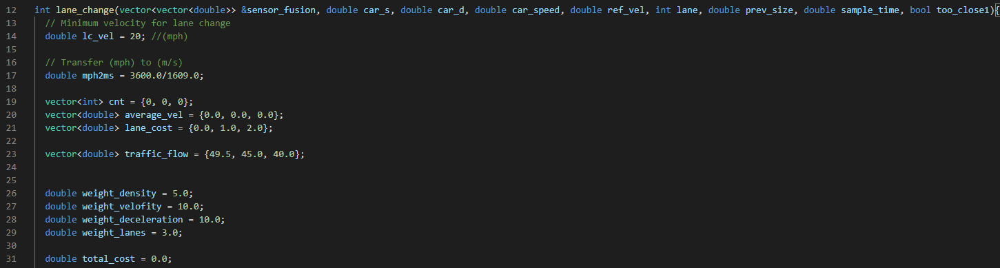 12 int lane_change(vector<vector<double>> &sensor_fusion, double car_s, double car_d, double car_speed, double ref_vel, int lane, double prev_size, double sample_time, bool too_close1){
13 // Minimum velocity for lane change
14 double lc_vel = 20; //(mph)
15
16 // Transfer (mph) to (m/s)
17 double mph2ms = 3600.0/1609.0;
18
19 vector<int> cnt = {0, 0, 0};
20 vector<double> average_vel = {0.0, 0.0, 0.0};
21 vector<double> lane_cost = {0.0, 1.0, 2.0};
22
23 vector<double> traffic_flow = {49.5, 45.0, 40.0};
24
25
26 double weight_density = 5.0;
27 double weight_velofity = 10.0;
28 double weight_deceleration = 10.0;
29 double weight_lanes = 3.0;
30
31 double total_cost = 0.0;